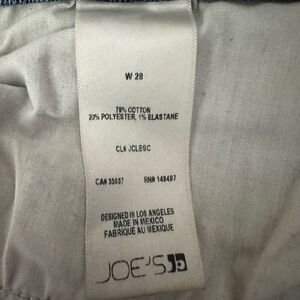 W 28
79% COTTON
20% POLYESTER, 1% ELASTANE
CL# JCLBSC
CA# 35037 RN# 149497
DESIGNED IN LOS ANGELES
MADE IN MEXICO
FABRIQUÉ AU MEXIQUE
JOE'S